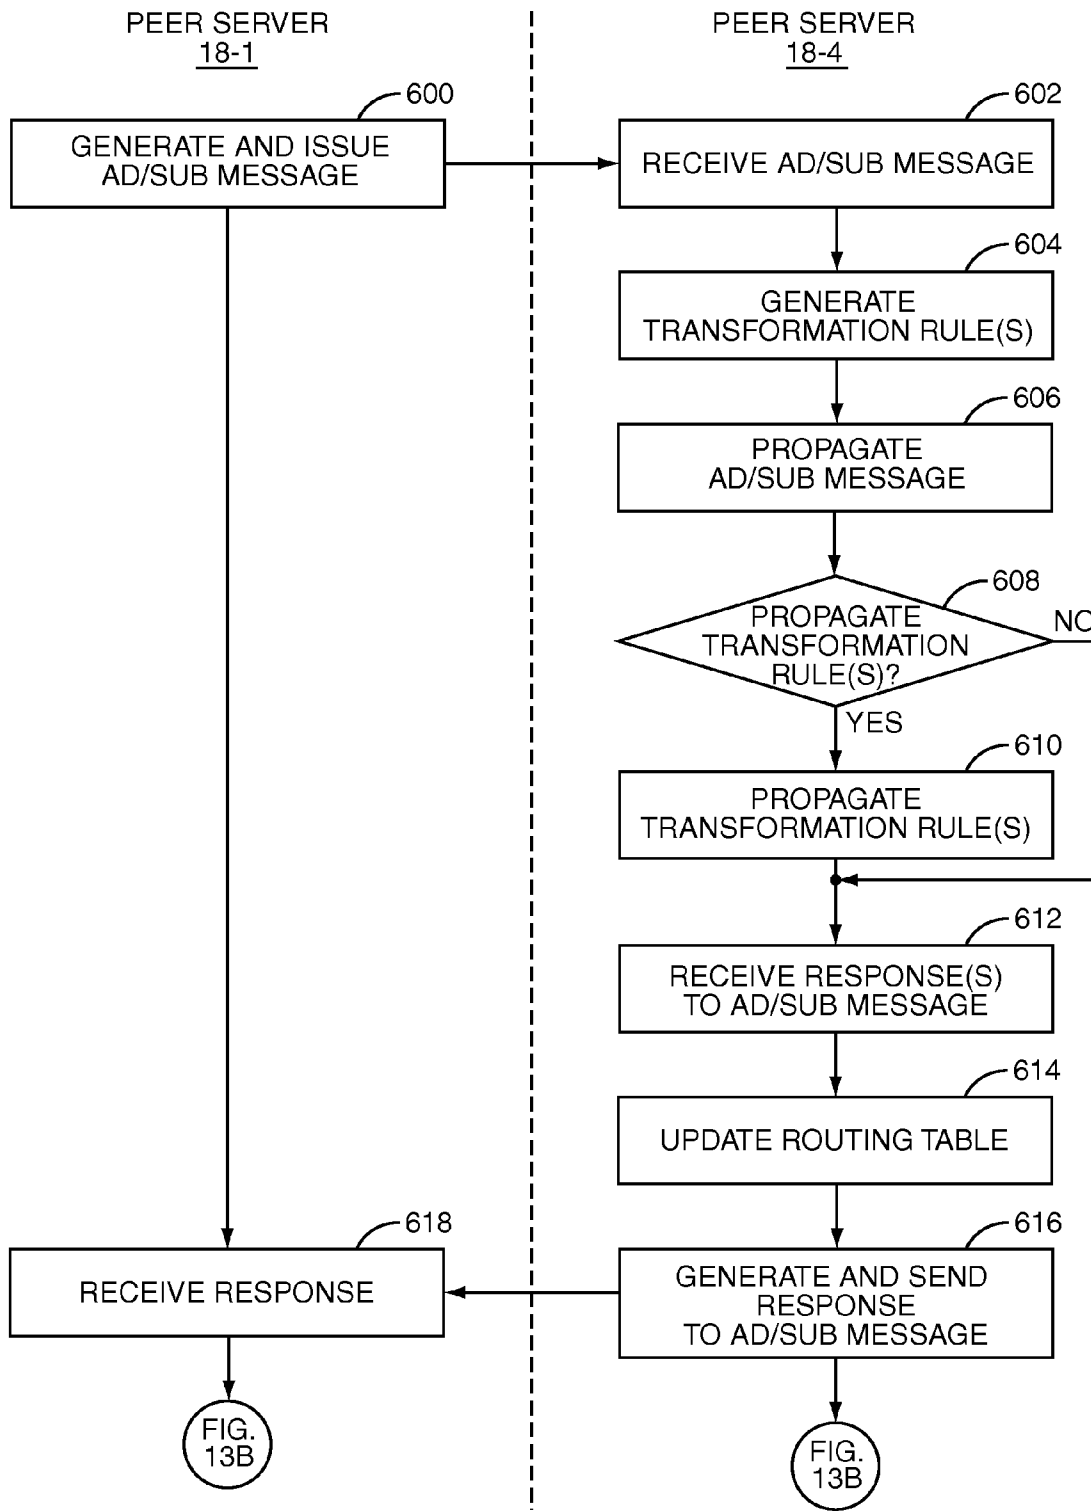 PEER SERVER
18-1
PEER SERVER
18-4
600
GENERATE AND ISSUE
AD/SUB MESSAGE
602
RECEIVE AD/SUB MESSAGE
604
GENERATE
TRANSFORMATION RULE(S)
606
PROPAGATE
AD/SUB MESSAGE
608
PROPAGATE
TRANSFORMATION
RULE(S)?
NO
YES
610
PROPAGATE
TRANSFORMATION RULE(S)
612
RECEIVE RESPONSE(S)
TO AD/SUB MESSAGE
614
UPDATE ROUTING TABLE
616
GENERATE AND SEND
RESPONSE
TO AD/SUB MESSAGE
618
RECEIVE RESPONSE
FIG.
13B
FIG.
13B